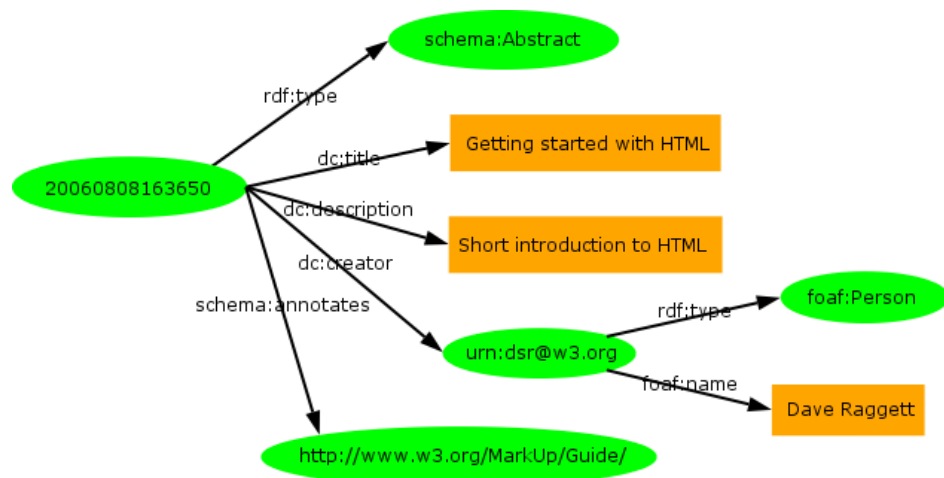 schema:Abstract
rdf:type
Getting started with HTML
dc:title
20060808163650
dc:description
Short introduction to HTML
dc:creator
foaf:Person
schema:annotates
rdf:type
urn:dsr@w3.org
foaf:name
Dave Raggett
http://www.w3.org/MarkUp/Guide/